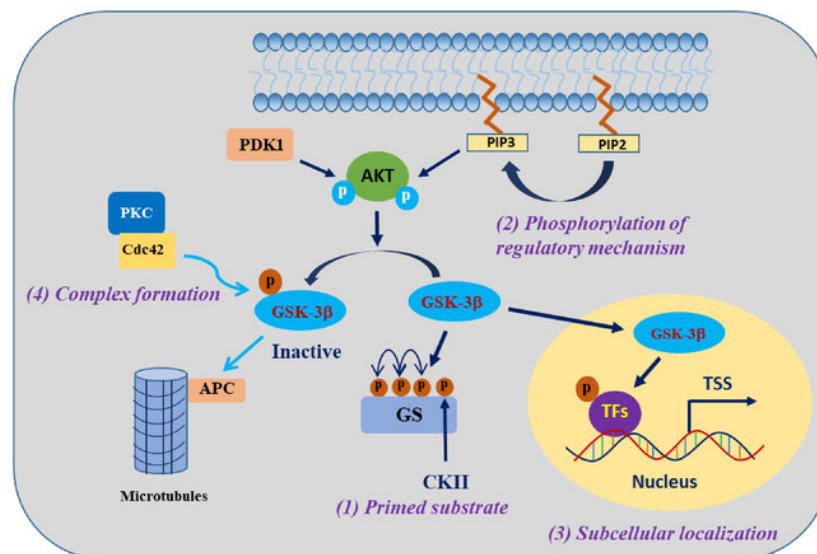 PIP3
PIP2
PDK1
AKT
p
p
(2) Phosphorylation of
regulatory mechanism
PKC
Cdc42
(4) Complex formation
p
GSK-3β
Inactive
GSK-3β
GSK-3β
APC
Microtubules
p p p p
GS
CKII
(1) Primed substrate
p
TFs
TSS
Nucleus
(3) Subcellular localization